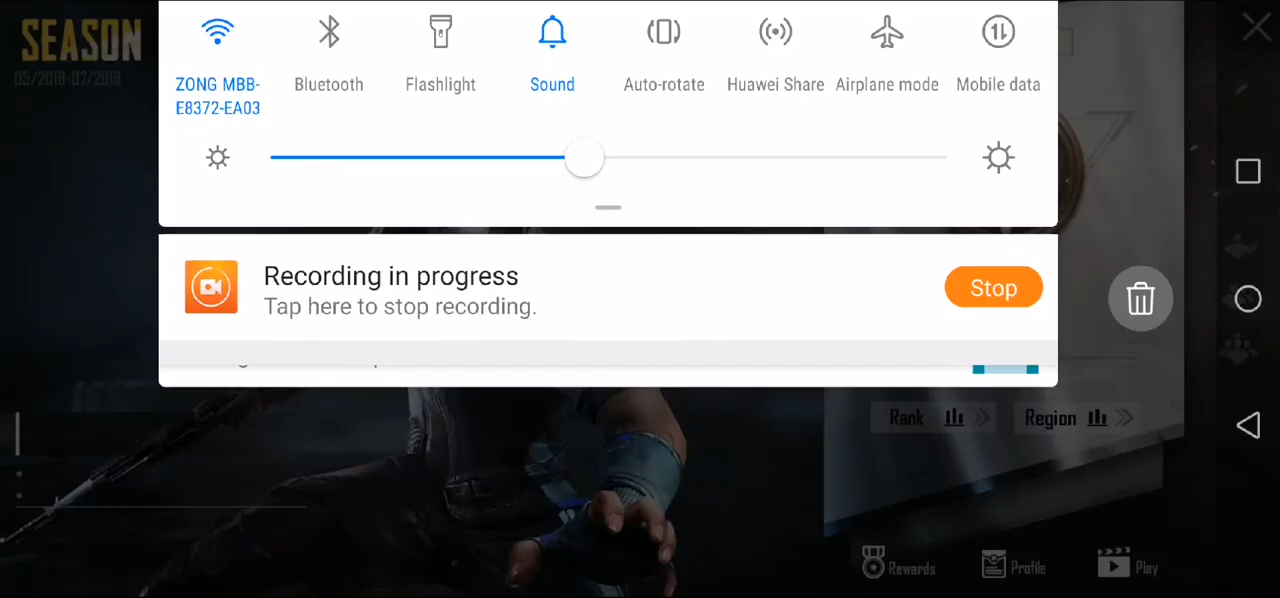 SEASON
05/2019-07/2019
ZONG MBB-
E8372-EA03
Bluetooth
Flashlight
Sound
Auto-rotate
Huawei Share
Airplane mode
Mobile data
Recording in progress
Tap here to stop recording.
Stop
Rank
Region
Rewards
Profile
Play